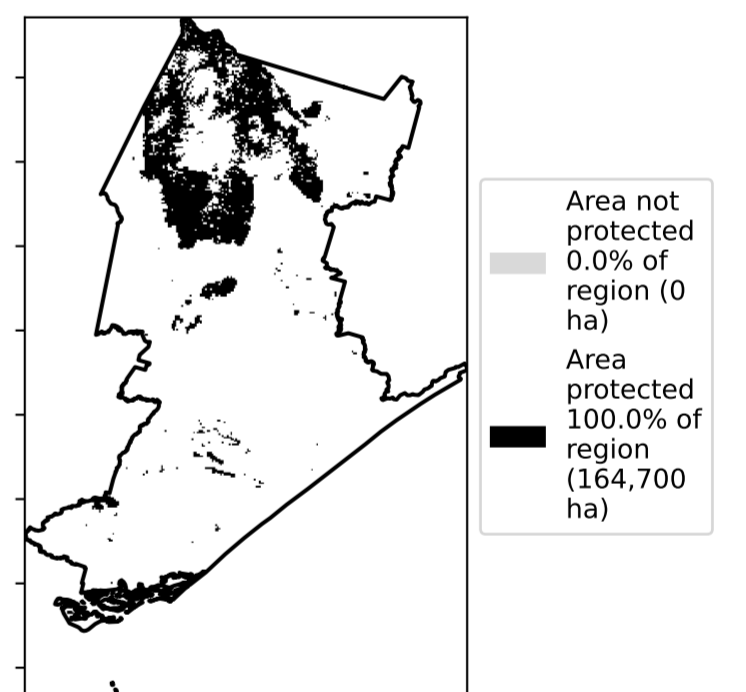 Area not
protected
0.0% of
region (0
ha)
Area
protected
100.0% of
region
(164,700
ha)